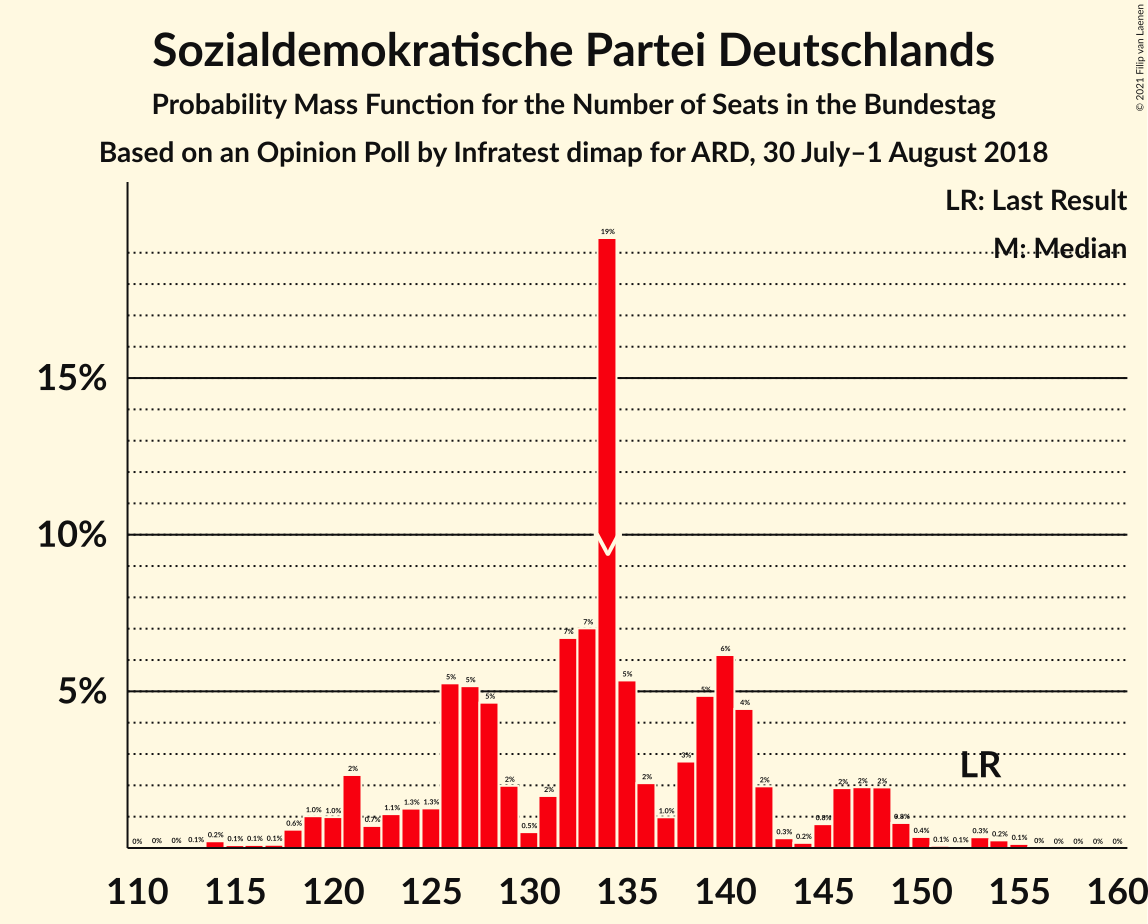 Sozialdemokratische Partei Deutschlands
Probability Mass Function for the Number of Seats in the Bundestag
Based on an Opinion Poll by Infratest dimap for ARD, 30 July–1 August 2018
© 2021 Filip van Laenen
LR: Last Result
M: Median
19%
15%
10%
7% 7%
6%
5%
5% 5% 5% 5% 5% 4%
3%
LR
2% 2% 2% 2% 2% 2% 2% 2%
0.6% 1.0% 1.0% 0.7% 1.1% 1.3% 1.3% 0.5% 1.0% 0.8% 0.8%
0% 0% 0% 0.1% 0.2% 0.1% 0.1% 0.1% 0.3% 0.2% 0.4% 0.1% 0.1% 0.3% 0.2% 0.1% 0% 0% 0% 0% 0%
110 115 120 125 130 135 140 145 150 155 160